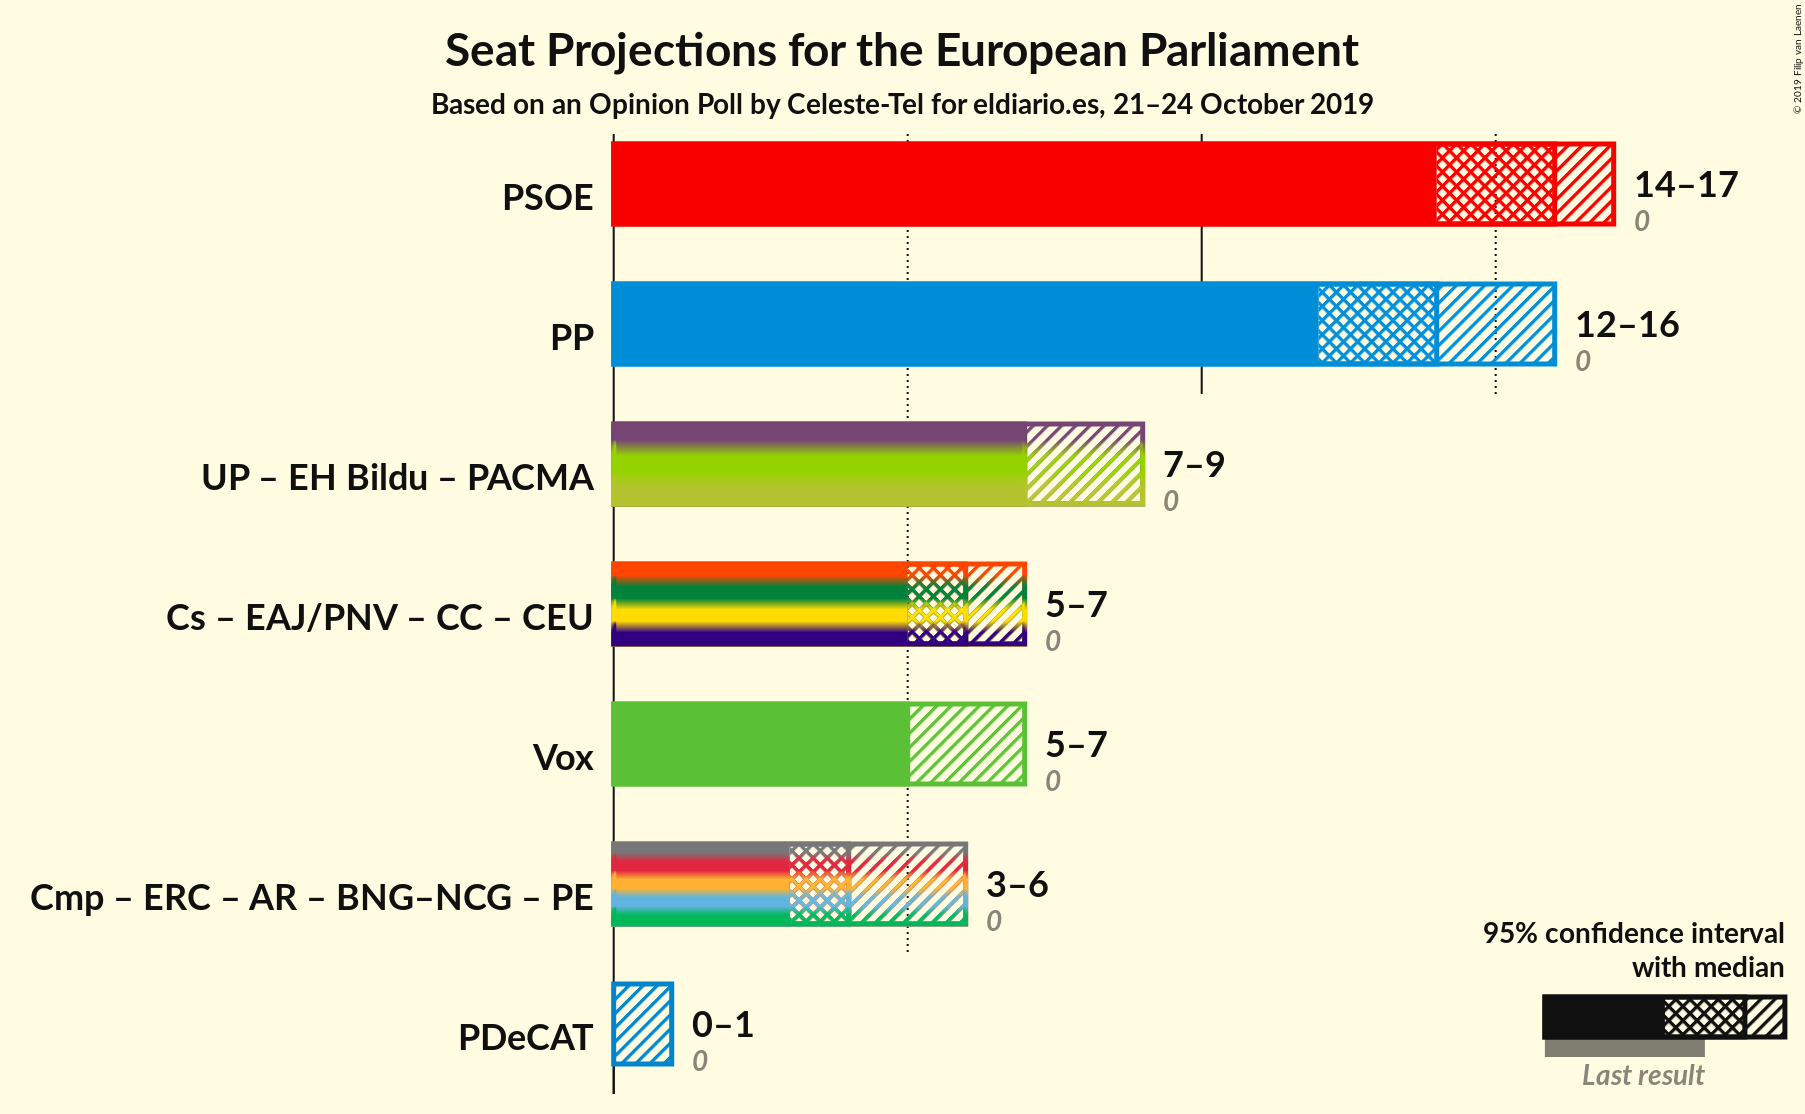 Seat Projections for the European Parliament
Based on an Opinion Poll by Celeste-Tel for eldiario.es, 21–24 October 2019
© 2019 Filip van Laenen
PSOE
14–17
0
PP
12–16
0
UP – EH Bildu – PACMA
7–9
0
Cs – EAJ/PNV – CC – CEU
5–7
0
Vox
5–7
0
Cmp – ERC – AR – BNG–NCG – PE
3–6
0
PDeCAT
0–1
0
95% confidence interval
with median
Last result